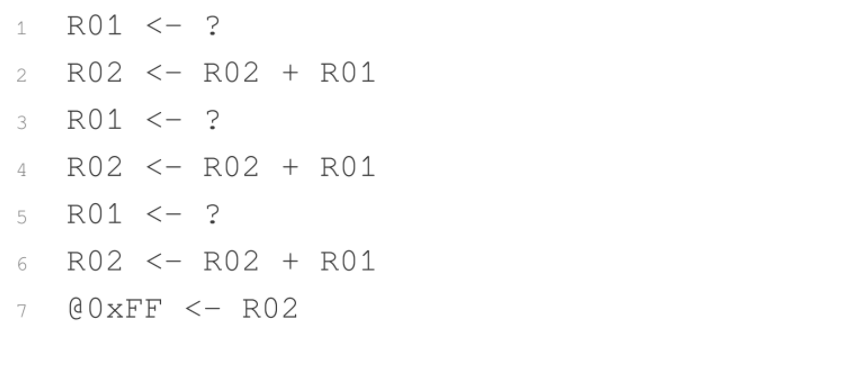 1 R01 <- ?
2 R02 <- R02 + R01
3 R01 <- ?
4 R02 <- R02 + R01
5 R01 <- ?
6 R02 <- R02 + R01
7 @0xFF <- R02